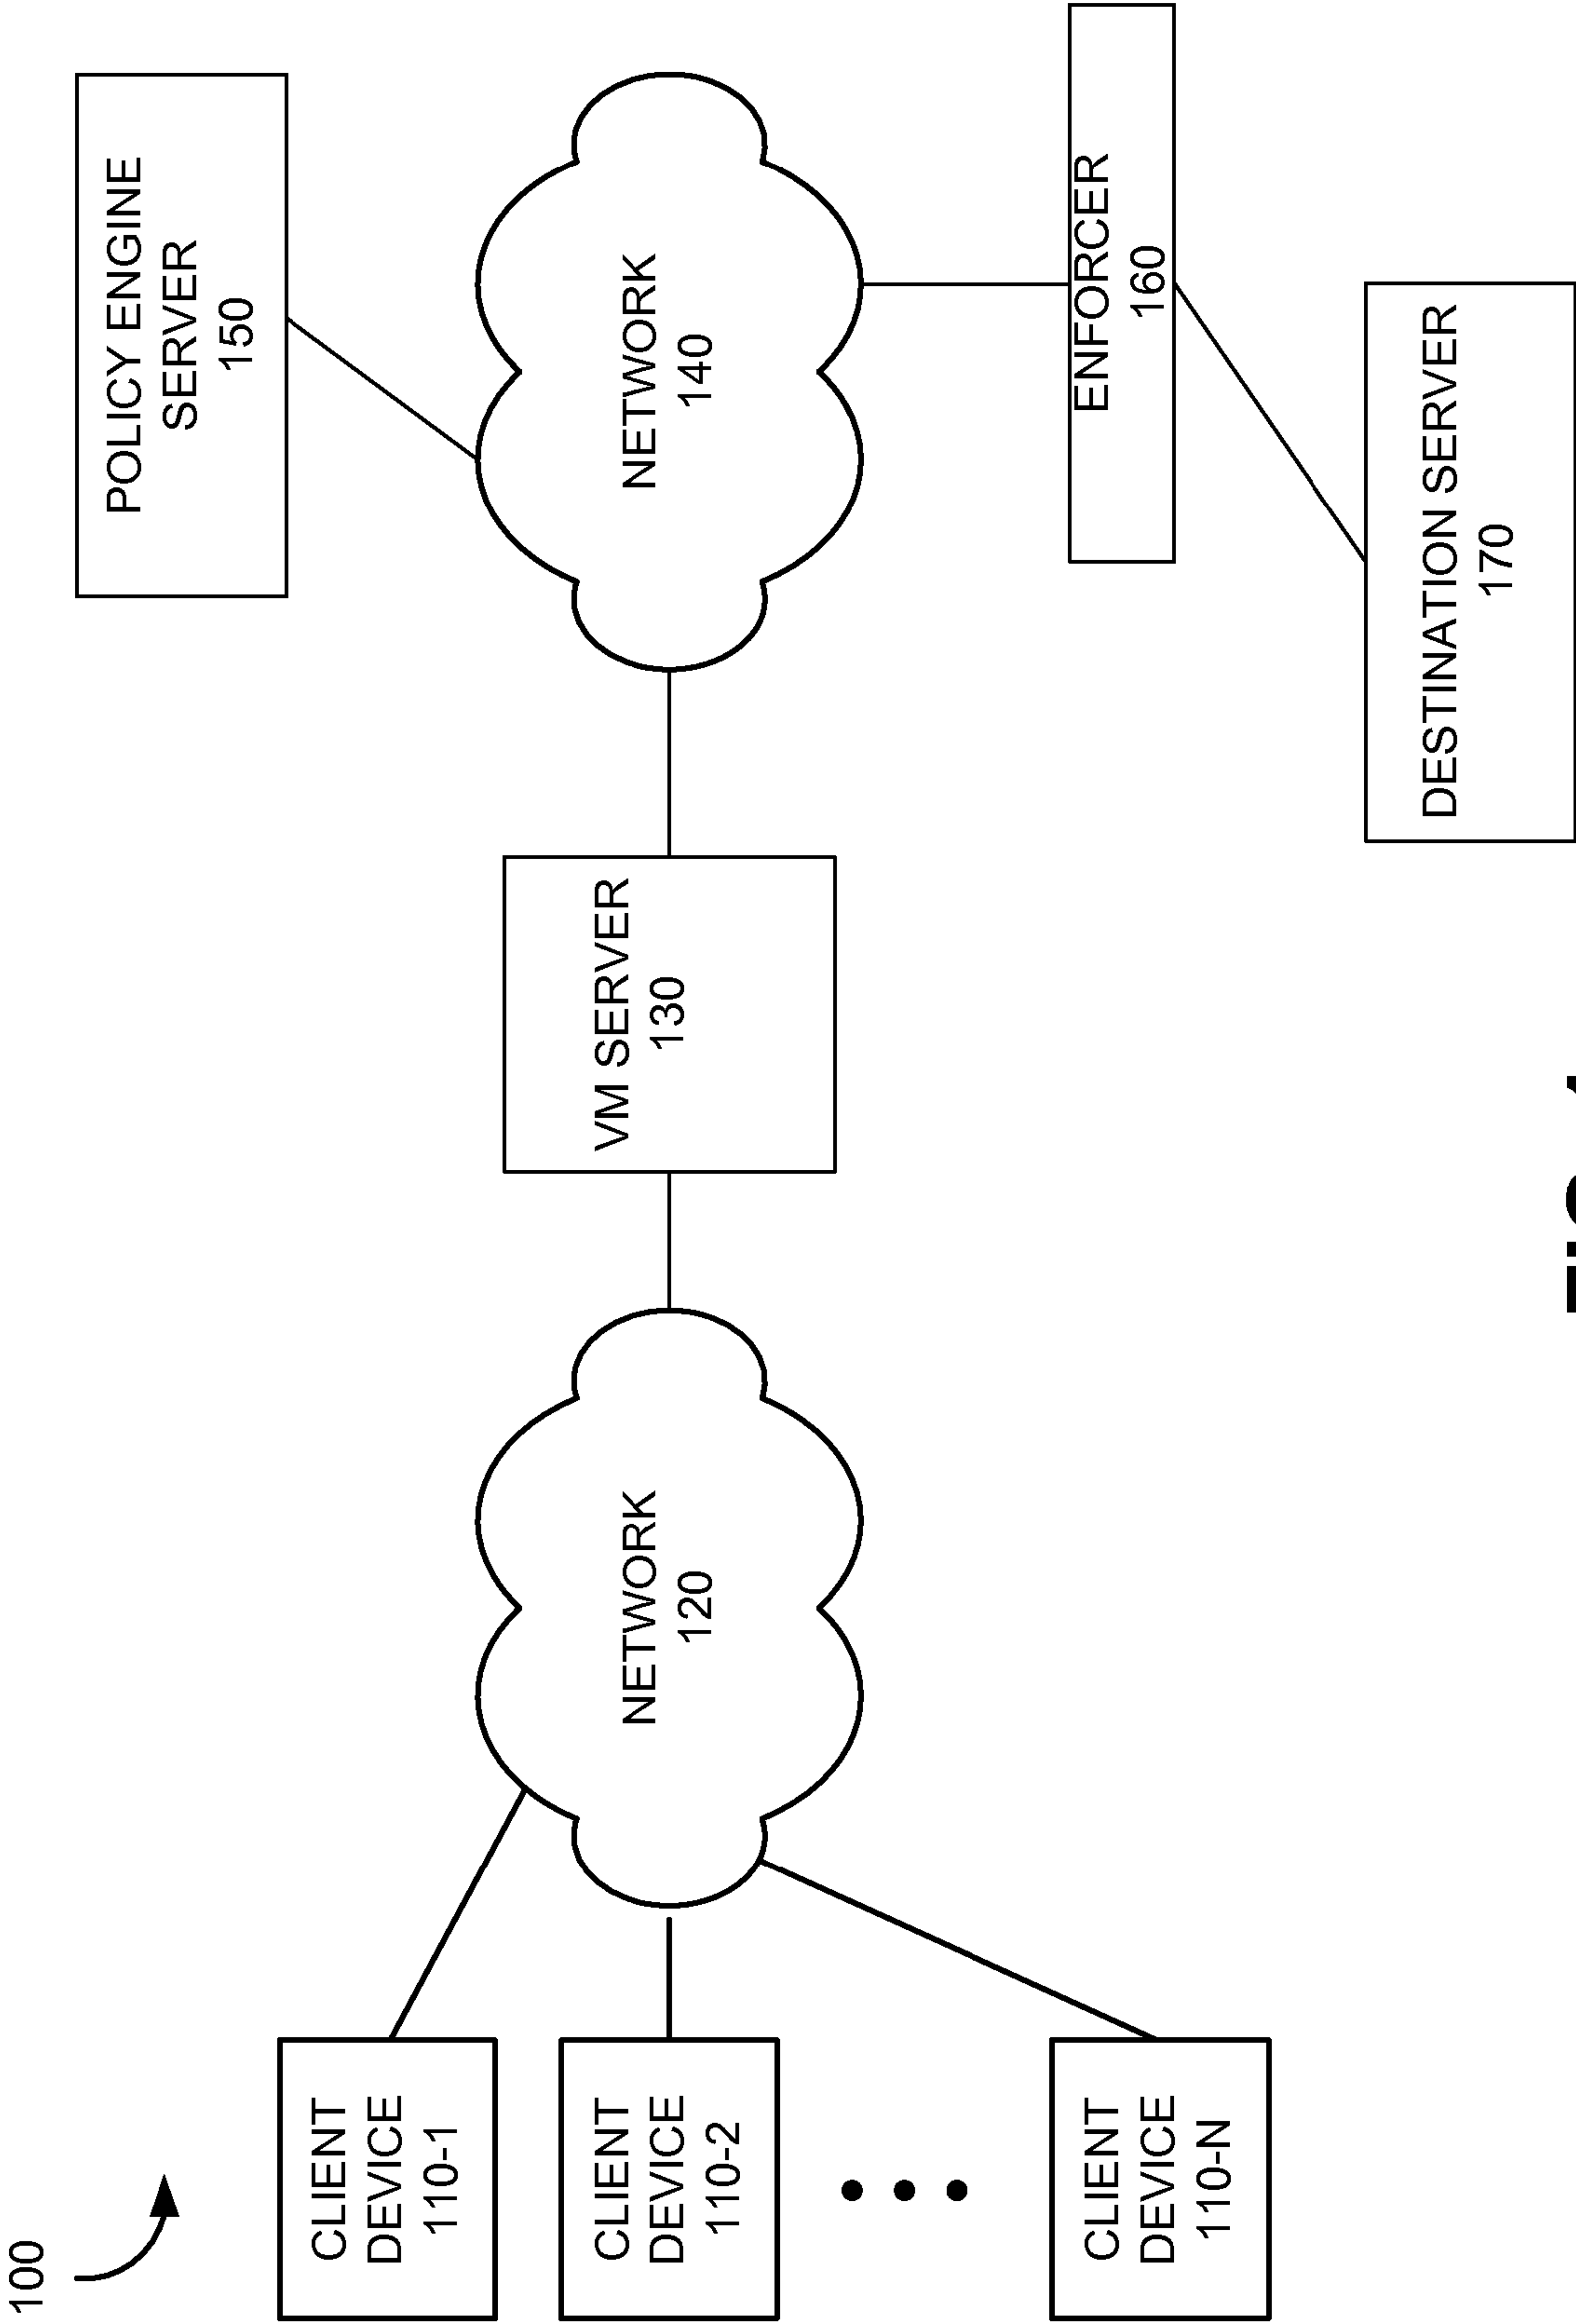 100
CLIENT
DEVICE
110-1
CLIENT
DEVICE
110-2
CLIENT
DEVICE
110-N
NETWORK
120
VM SERVER
130
NETWORK
140
POLICY ENGINE
SERVER
150
ENFORCER
160
DESTINATION SERVER
170